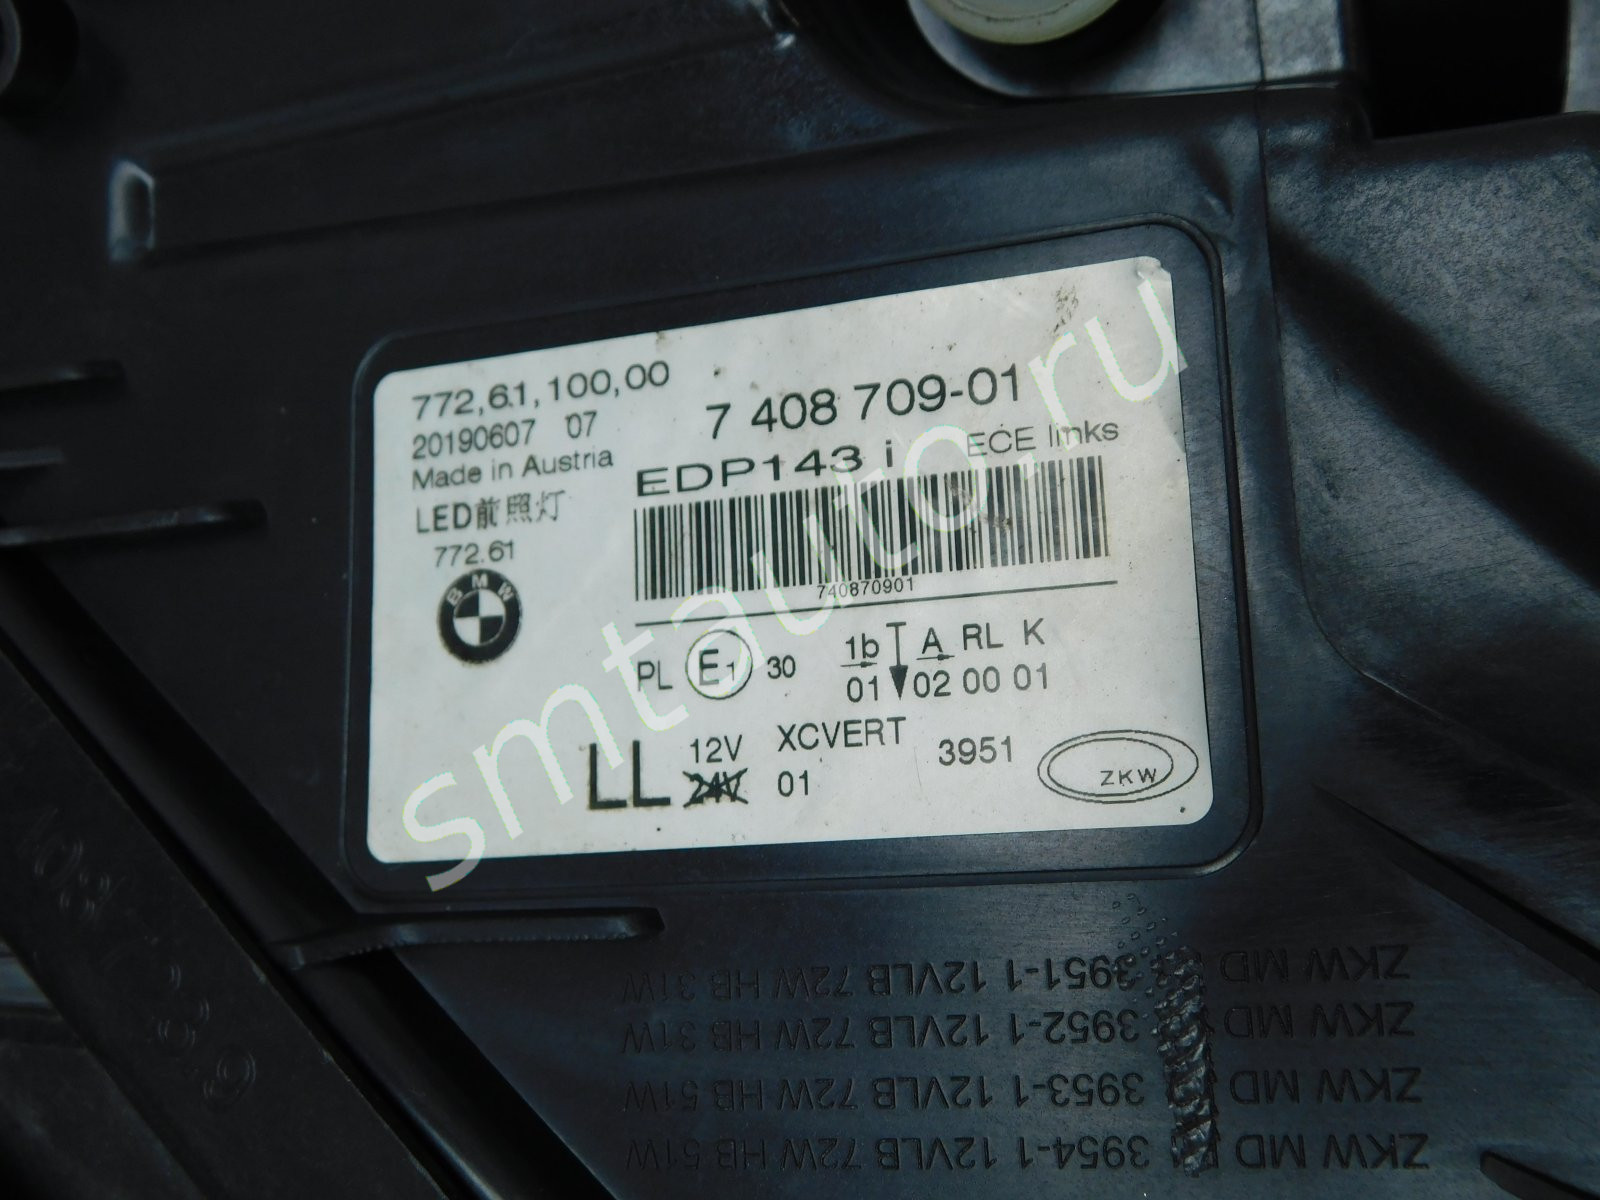 772,61,100,00
20190607 07
Made in Austria
LED前照灯
772.61
BMW
7 408 709-01
EDP143 i ECE links
740870901
PL E1 30 1b A RL K
01 02 00 01
LL 12V XCVERT 3951 ZKW
24V 01
smtauto.ru
ZKW MD 3951-1 12VLB 72W HB 31W
ZKW MD 3952-1 12VLB 72W HB 31W
ZKW MD 3953-1 12VLB 72W HB 51W
ZKW MD 3954-1 12VLB 72W HB 51W